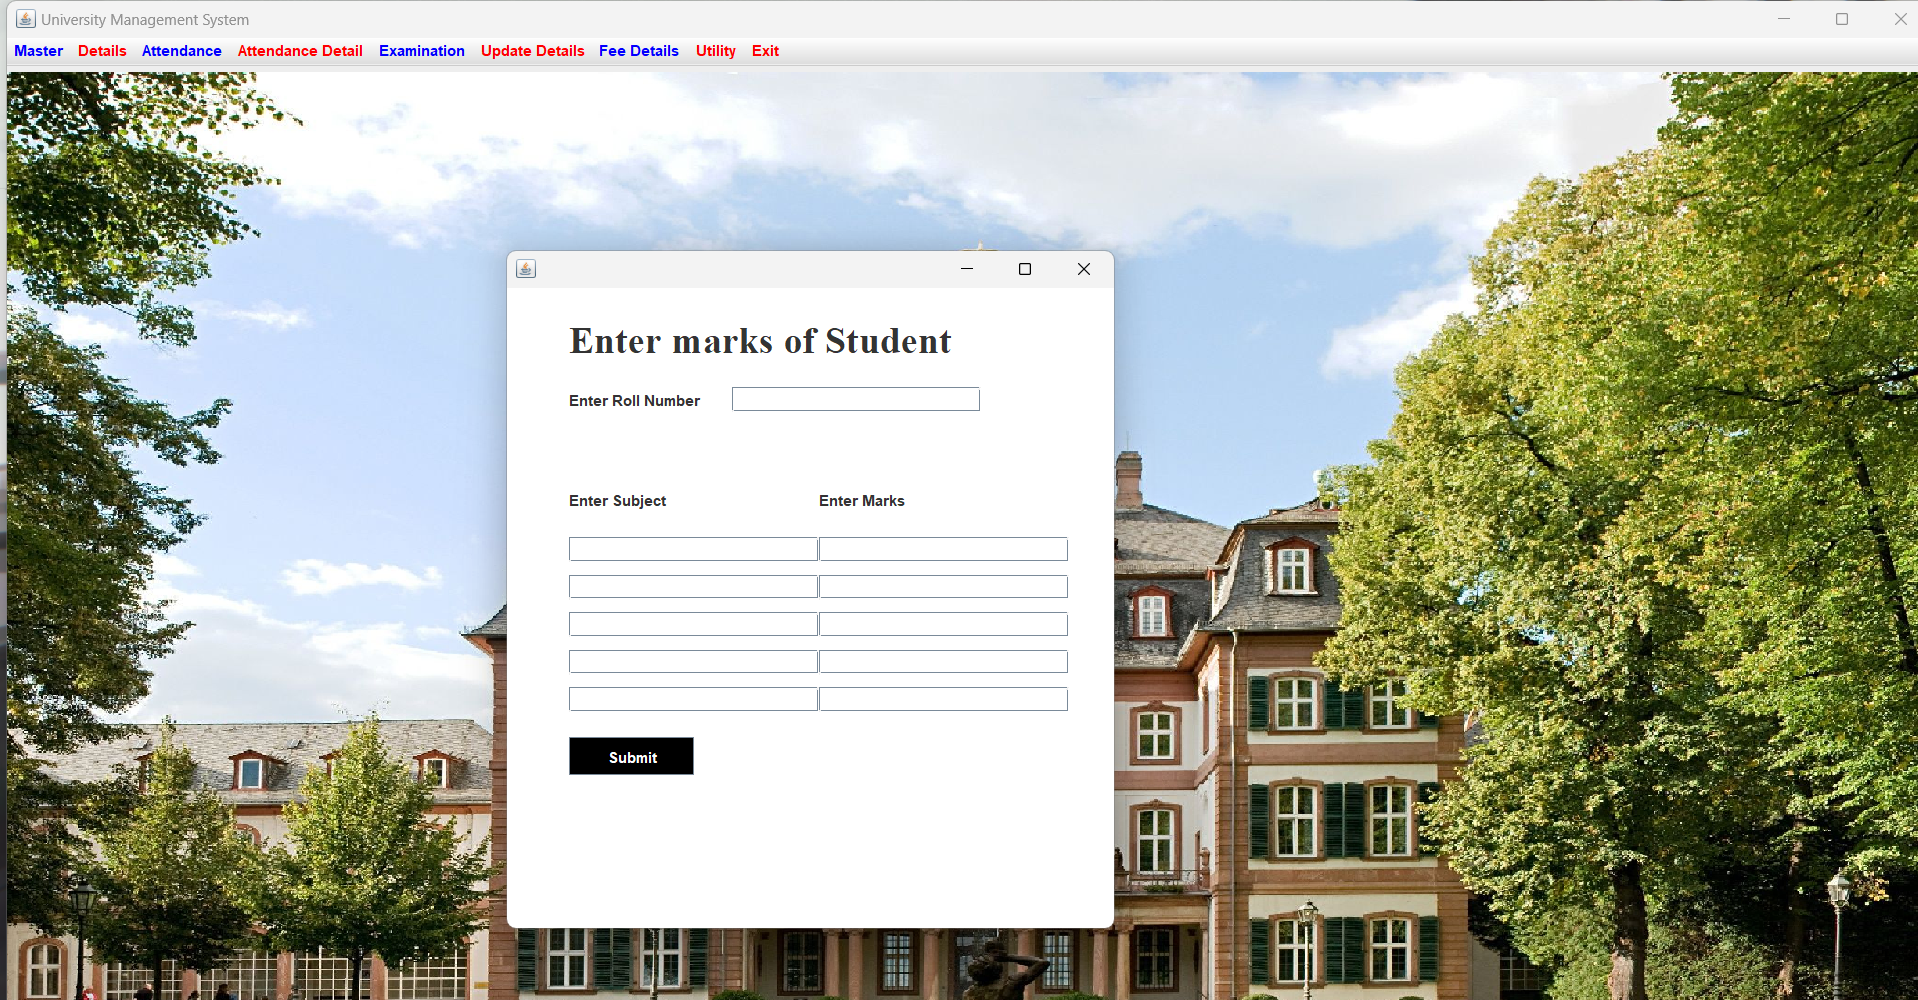 University Management System
Master Details Attendance Attendance Detail Examination Update Details Fee Details Utility Exit
Enter marks of Student
Enter Roll Number
Enter Subject Enter Marks
Submit